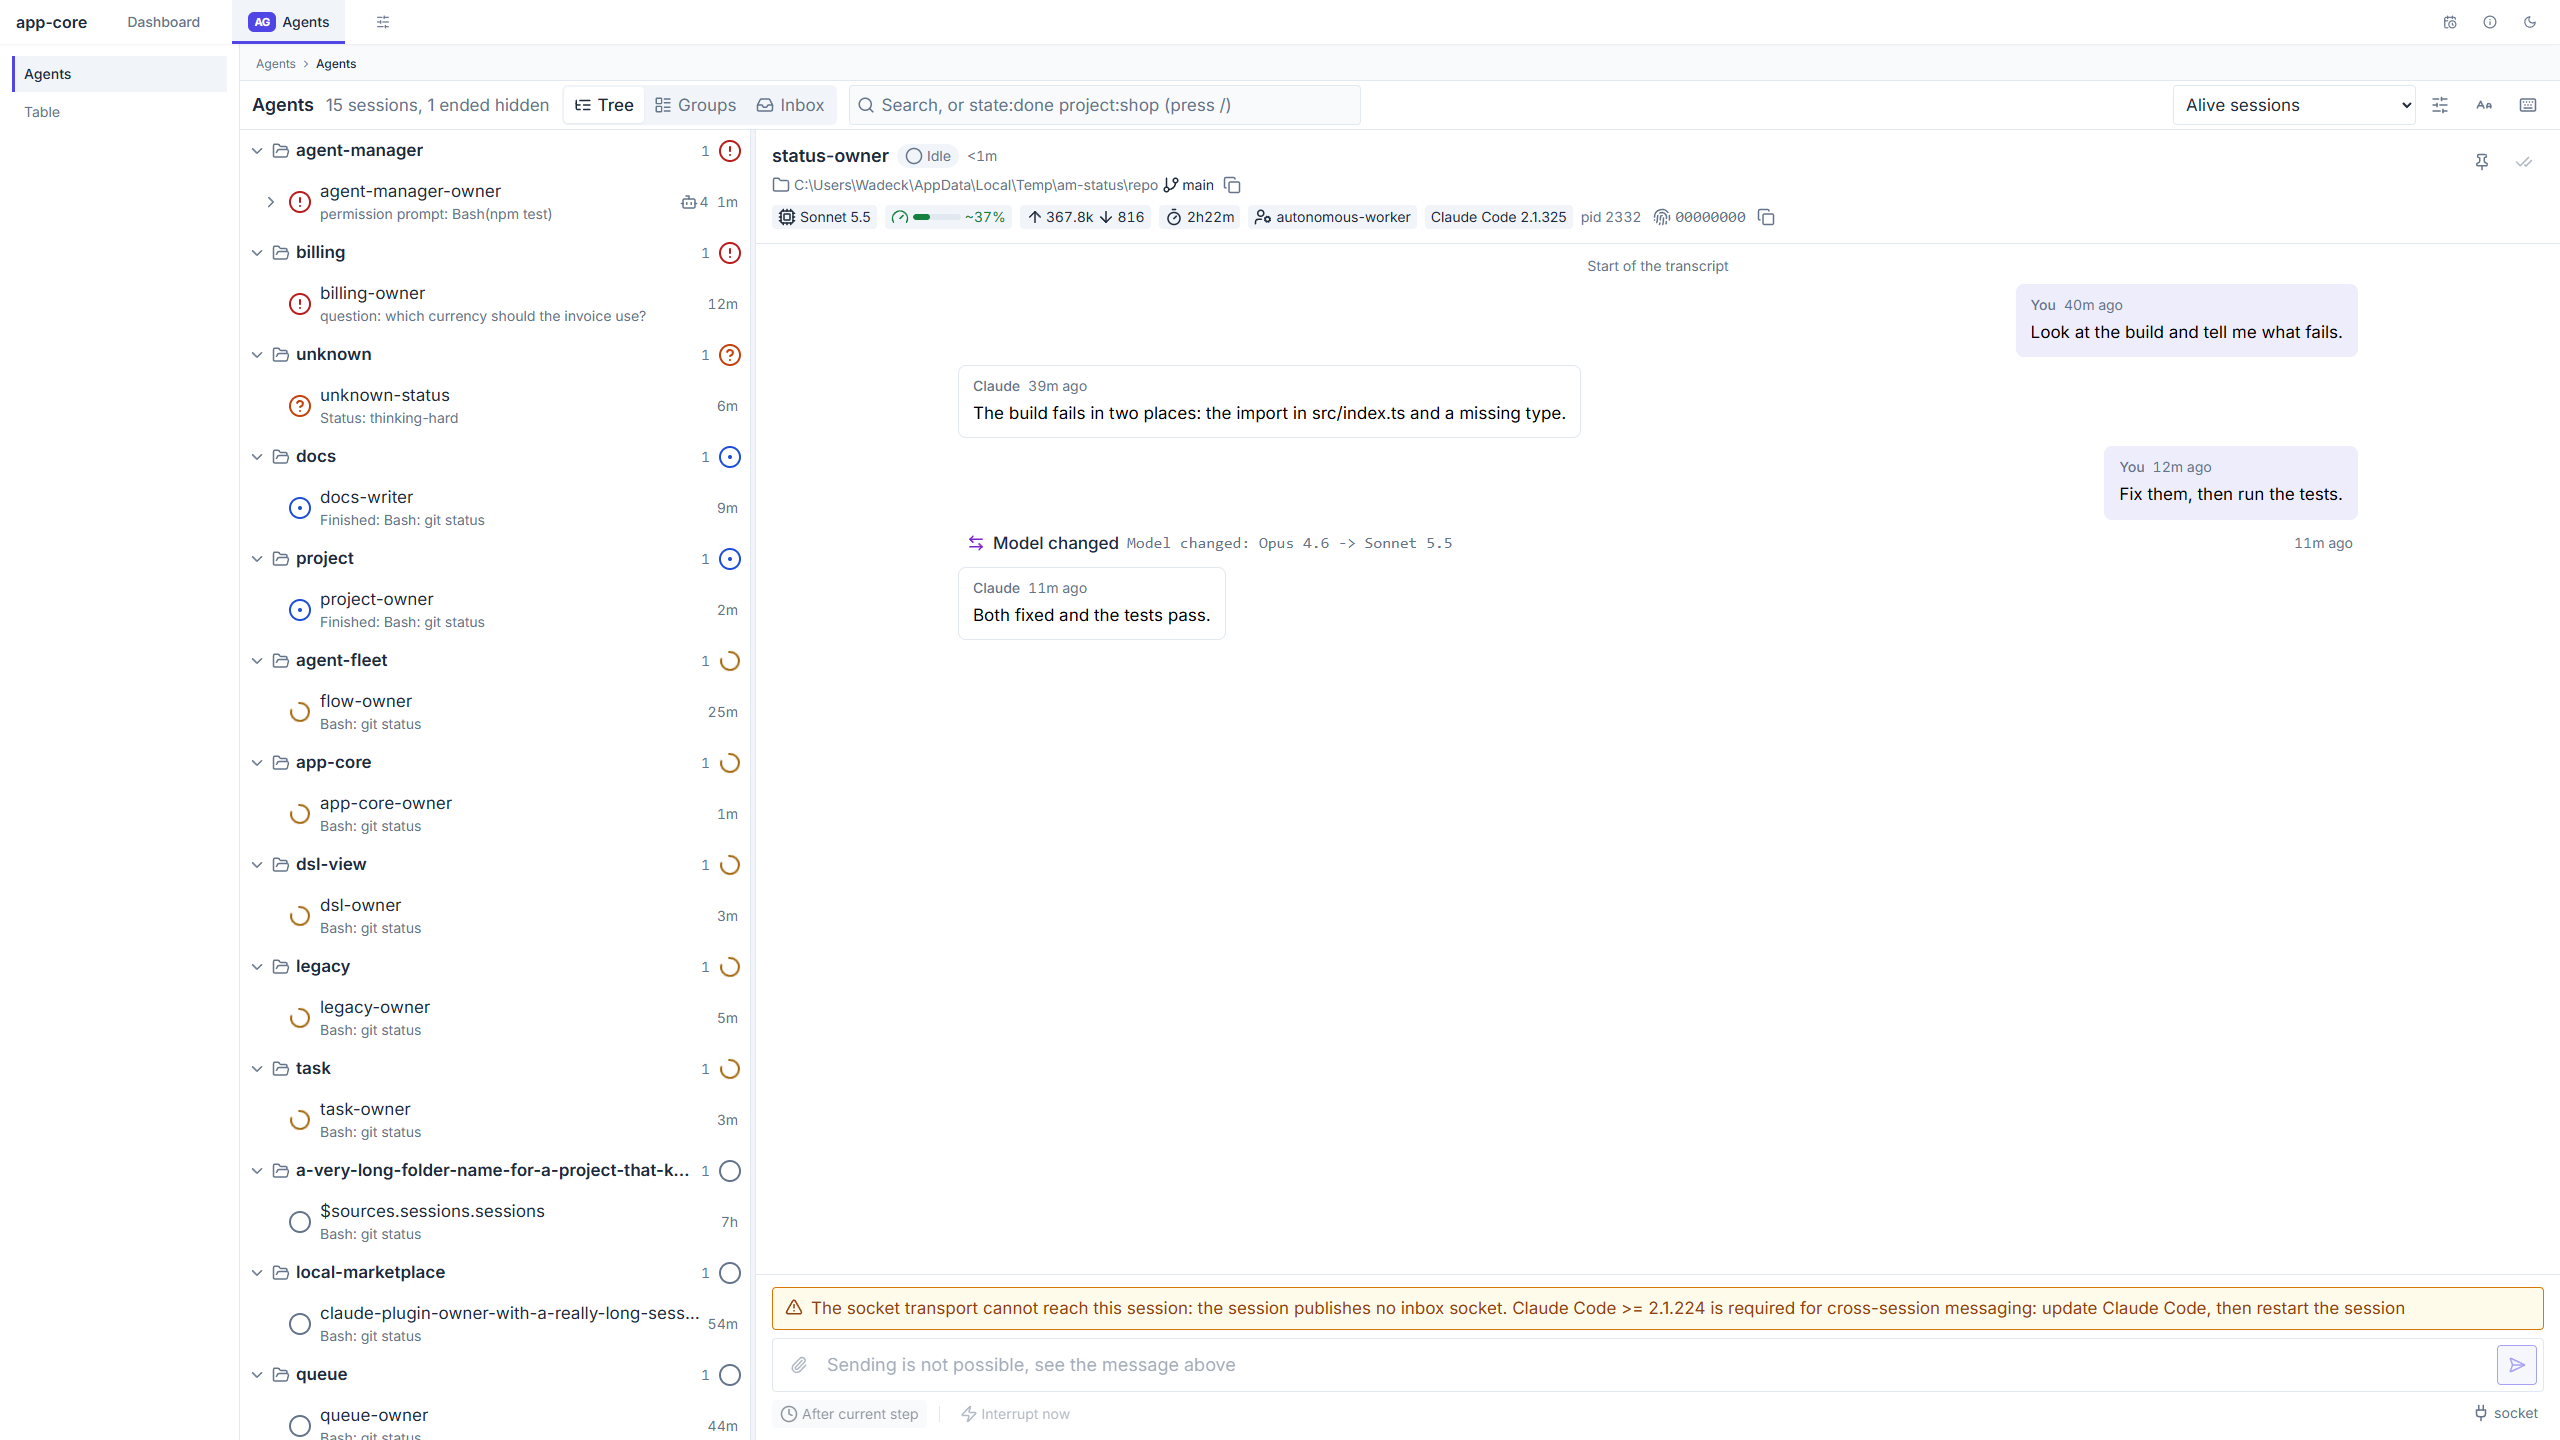 app-core
Dashboard
AG Agents
Agents
Table
Agents > Agents
Agents 15 sessions, 1 ended hidden
Tree
Groups
Inbox
Search, or state:done project:shop (press /)
Alive sessions
AA
agent-manager 1
agent-manager-owner
permission prompt: Bash(npm test)
4 1m
billing 1
billing-owner
question: which currency should the invoice use?
12m
unknown 1
unknown-status
Status: thinking-hard
6m
docs 1
docs-writer
Finished: Bash: git status
9m
project 1
project-owner
Finished: Bash: git status
2m
agent-fleet 1
flow-owner
Bash: git status
25m
app-core 1
app-core-owner
Bash: git status
1m
dsl-view 1
dsl-owner
Bash: git status
3m
legacy 1
legacy-owner
Bash: git status
5m
task 1
task-owner
Bash: git status
3m
a-very-long-folder-name-for-a-project-that-k... 1
$sources.sessions.sessions
Bash: git status
7h
local-marketplace 1
claude-plugin-owner-with-a-really-long-sess...
Bash: git status
54m
queue 1
queue-owner
Bash: git status
44m
status-owner Idle <1m
C:\Users\Wadeck\AppData\Local\Temp\am-status\repo main
Sonnet 5.5 ~37% 367.8k 816 2h22m autonomous-worker Claude Code 2.1.325 pid 2332 00000000
Start of the transcript
You 40m ago
Look at the build and tell me what fails.
Claude 39m ago
The build fails in two places: the import in src/index.ts and a missing type.
You 12m ago
Fix them, then run the tests.
Model changed Model changed: Opus 4.6 -> Sonnet 5.5 11m ago
Claude 11m ago
Both fixed and the tests pass.
The socket transport cannot reach this session: the session publishes no inbox socket. Claude Code >= 2.1.224 is required for cross-session messaging: update Claude Code, then restart the session
Sending is not possible, see the message above
After current step
Interrupt now
socket